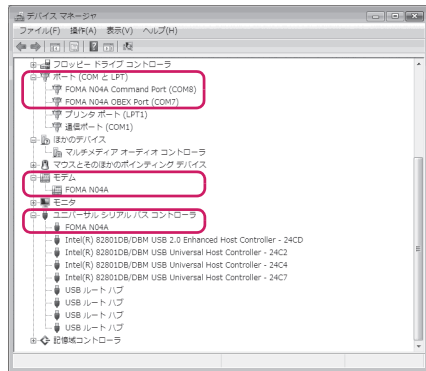 デバイス マネージャ
ファイル(F) 操作(A) 表示(V) ヘルプ(H)
フロッピー ドライブ コントローラ
ポート (COM と LPT)
FOMA N04A Command Port (COM8)
FOMA N04A OBEX Port (COM7)
プリンタ ポート (LPT1)
通信ポート (COM1)
ほかのデバイス
マルチメディア オーディオ コントローラ
マウスとそのほかのポインティング デバイス
モデム
FOMA N04A
モニタ
ユニバーサル シリアル バス コントローラ
FOMA N04A
Intel(R) 82801DB/DBM USB 2.0 Enhanced Host Controller - 24CD
Intel(R) 82801DB/DBM USB Universal Host Controller - 24C2
Intel(R) 82801DB/DBM USB Universal Host Controller - 24C4
Intel(R) 82801DB/DBM USB Universal Host Controller - 24C7
USB ルート ハブ
USB ルート ハブ
USB ルート ハブ
USB ルート ハブ
記憶域コントローラ